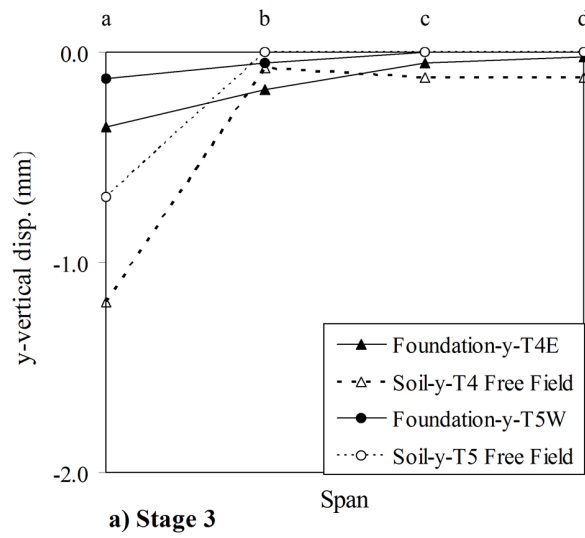 a b c d
0.0
-1.0
-2.0
y-vertical disp. (mm)
Foundation-y-T4E
Soil-y-T4 Free Field
Foundation-y-T5W
Soil-y-T5 Free Field
Span
a) Stage 3